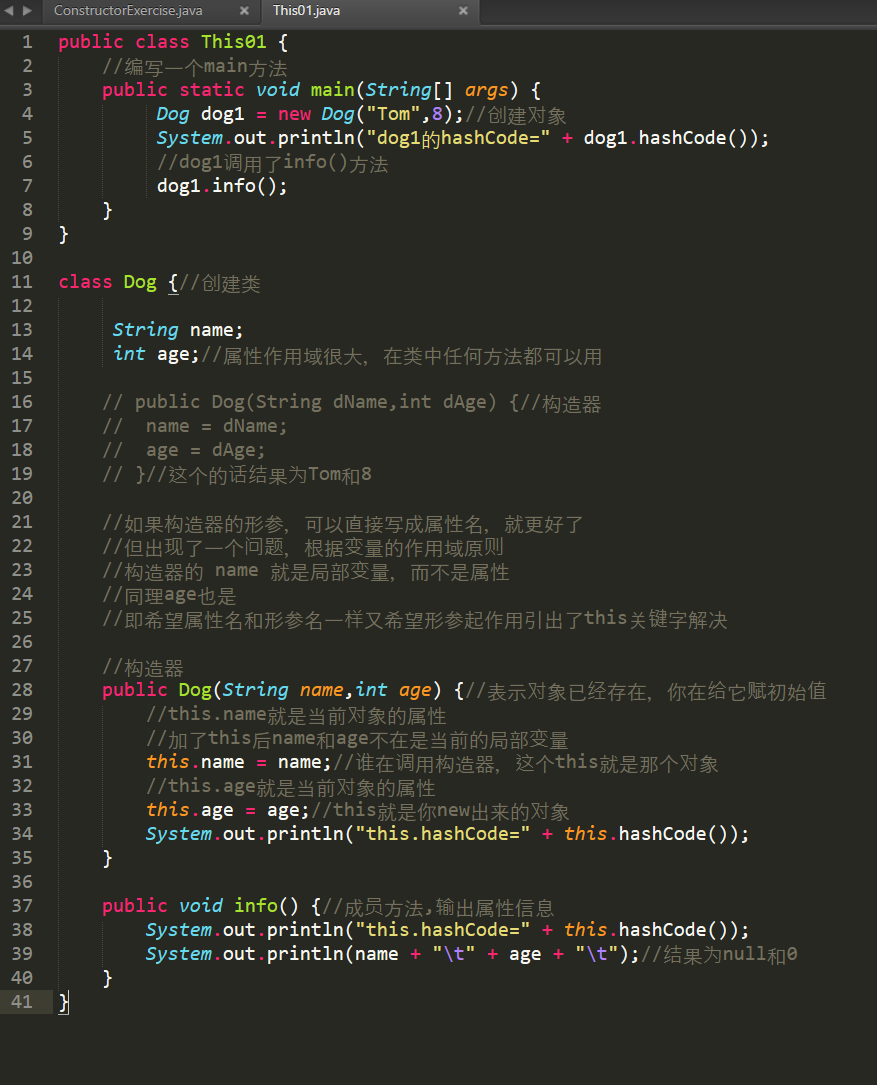 ConstructorExercise.java × This01.java ×
1 public class This01 {
2 //编写一个main方法
3 public static void main(String[] args) {
4 Dog dog1 = new Dog("Tom",8);//创建对象
5 System.out.println("dog1的hashCode=" + dog1.hashCode());
6 //dog1调用了info()方法
7 dog1.info();
8 }
9 }
10
11 class Dog {//创建类
12
13 String name;
14 int age;//属性作用域很大，在类中任何方法都可以用
15
16 // public Dog(String dName,int dAge) {//构造器
17 // name = dName;
18 // age = dAge;
19 // }//这个的话结果为Tom和8
20
21 //如果构造器的形参，可以直接写成属性名，就更好了
22 //但出现了一个问题，根据变量的作用域原则
23 //构造器的 name 就是局部变量，而不是属性
24 //同理age也是
25 //即希望属性名和形参名一样又希望形参起作用引出了this关键字解决
26
27 //构造器
28 public Dog(String name,int age) {//表示对象已经存在，你在给它赋初始值
29 //this.name就是当前对象的属性
30 //加了this后name和age不在是当前的局部变量
31 this.name = name;//谁在调用构造器，这个this就是那个对象
32 //this.age就是当前对象的属性
33 this.age = age;//this就是你new出来的对象
34 System.out.println("this.hashCode=" + this.hashCode());
35 }
36
37 public void info() {//成员方法,输出属性信息
38 System.out.println("this.hashCode=" + this.hashCode());
39 System.out.println(name + "\t" + age + "\t");//结果为null和0
40 }
41 }